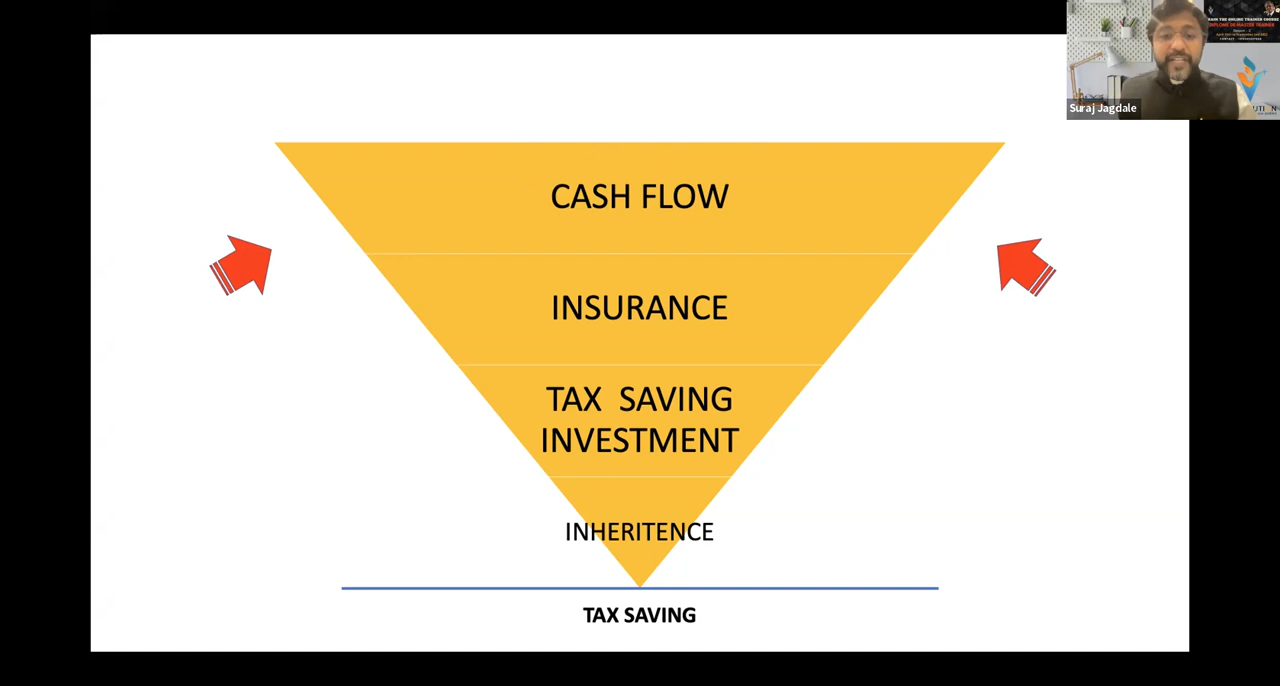 CASH FLOW
INSURANCE
TAX SAVING
INVESTMENT
INHERITENCE
TAX SAVING
Suraj Jagdale